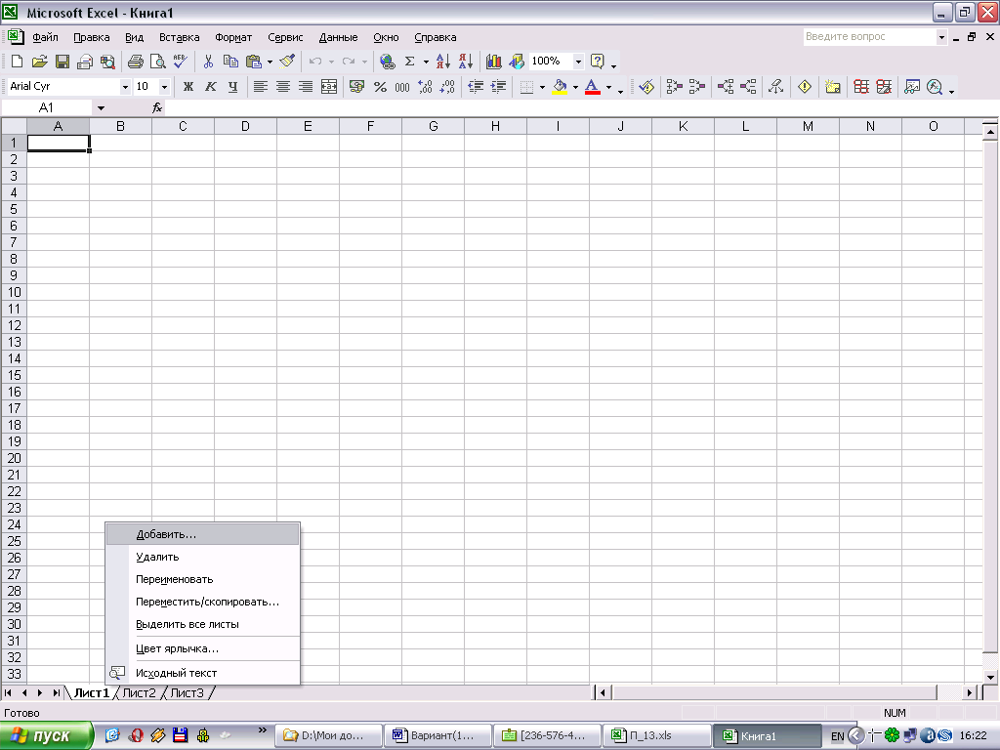 Microsoft Excel - Книга1
Файл Правка Вид Вставка Формат Сервис Данные Окно Справка
Введите вопрос
100%
Arial Cyr 10 Ж К Ч % 000
A1 fx
A B C D E F G H I J K L M N O
1
2
3
4
5
6
7
8
9
10
11
12
13
14
15
16
17
18
19
20
21
22
23
24
25
26
27
28
29
30
31
32
33
Добавить...
Удалить
Переименовать
Переместить/скопировать...
Выделить все листы
Цвет ярлычка...
Исходный текст
Лист1 Лист2 Лист3
Готово
NUM
пуск
D:\Мои до...
Вариант(1...
[236-576-4...
П_13.xls
Книга1
EN
16:22